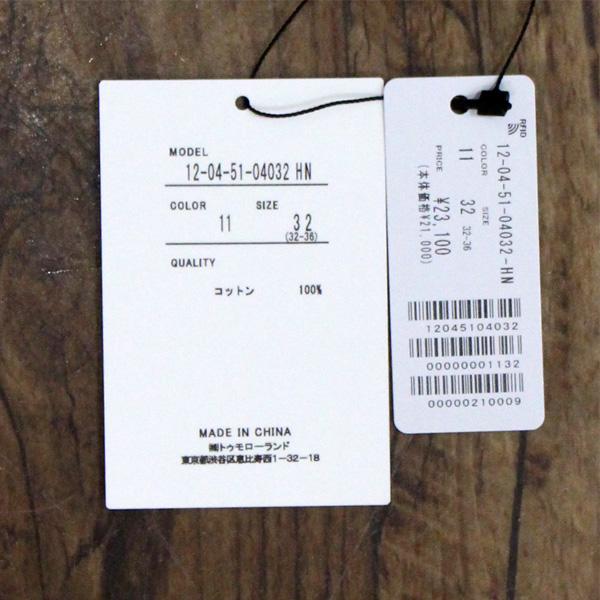 MODEL
12-04-51-04032 HN
COLOR SIZE
11 32
(32-36)
QUALITY
コットン 100%
MADE IN CHINA
㈱トゥモローランド
東京都渋谷区恵比寿西1-32-18
RFID
12-04-51-04032-HN
COLOR SIZE
11 32 32-36
PRICE ¥23,100
(本体価格¥21,000)
12045104032
00000001132
00000210009